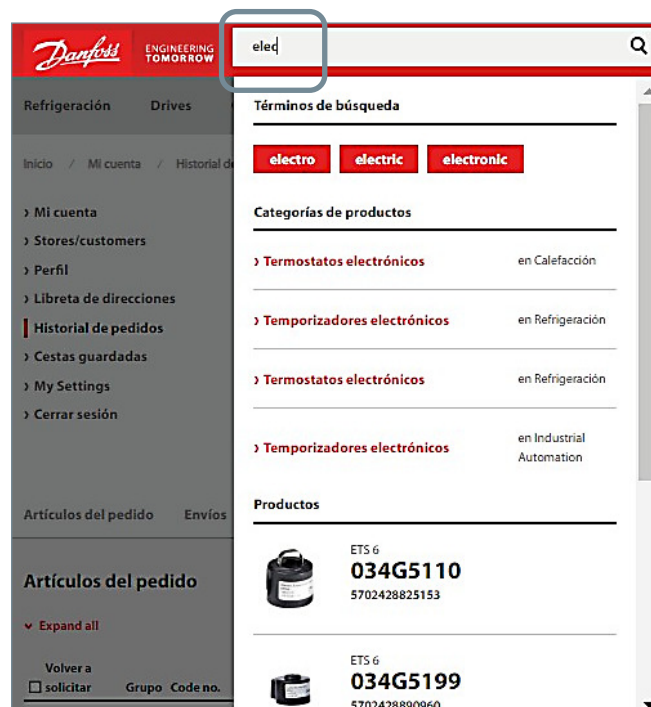 Danfoss
ENGINEERING
TOMORROW
elec
Refrigeración Drives
Términos de búsqueda
electro electric electronic
Inicio / Mi cuenta / Historial de
Categorías de productos
› Mi cuenta
› Stores/customers
› Perfil
› Libreta de direcciones
Historial de pedidos
› Cestas guardadas
› My Settings
› Cerrar sesión
› Termostatos electrónicos en Calefacción
› Temporizadores electrónicos en Refrigeración
› Termostatos electrónicos en Refrigeración
› Temporizadores electrónicos en Industrial
Automation
Artículos del pedido Envíos
Productos
ETS 6
034G5110
5702428825153
Artículos del pedido
Expand all
Volver a
solicitar Grupo Code no.
ETS 6
034G5199
5702428890960